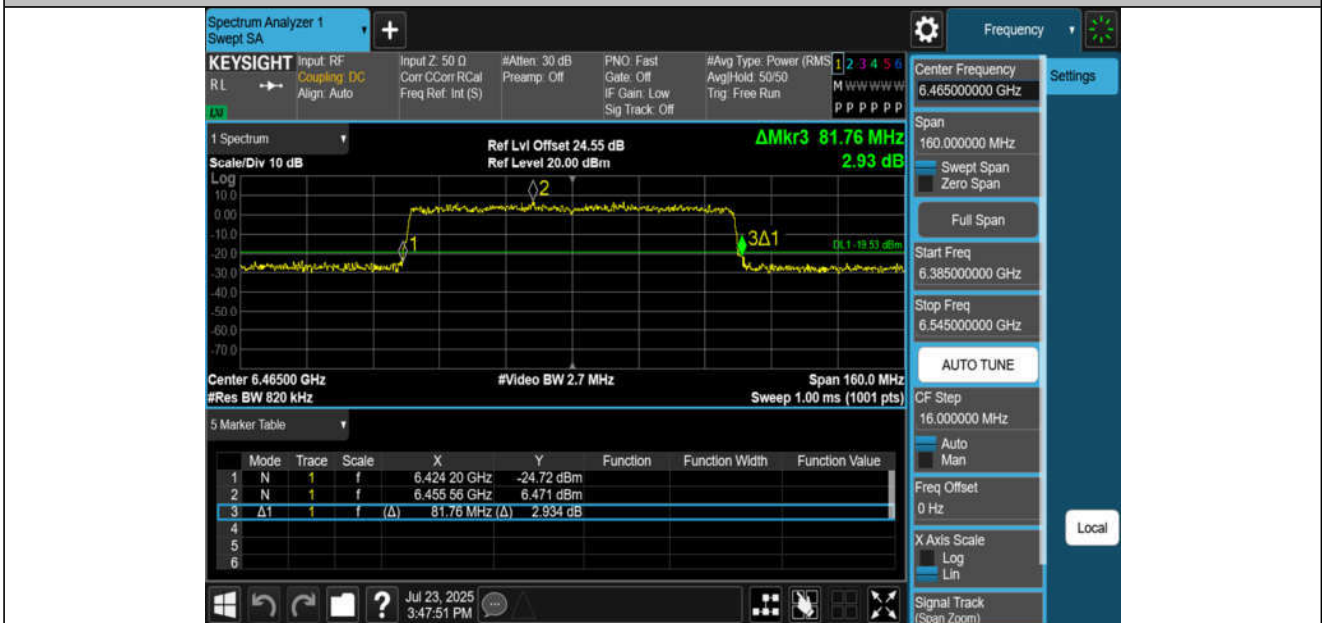 Spectrum Analyzer 1
Swept SA
+
Frequency
KEYSIGHT
RL
LXI
Input: RF
Coupling: DC
Align: Auto
Input Z: 50 Ω
Corr CCorr RCal
Freq Ref: Int (S)
#Atten: 30 dB
Preamp: Off
PNO: Fast
Gate: Off
IF Gain: Low
Sig Track: Off
#Avg Type: Power (RMS
Avg|Hold: 50/50
Trig: Free Run
1 2 3 4 5 6
M W W W W W
P P P P P P
1 Spectrum
Scale/Div 10 dB
Log
Ref Lvl Offset 24.55 dB
Ref Level 20.00 dBm
ΔMkr3 81.76 MHz
2.93 dB
10.0
0.00
-10.0
-20.0
-30.0
-40.0
-50.0
-60.0
-70.0
2
1
3Δ1
DL1 -19.53 dBm
Center 6.46500 GHz
#Video BW 2.7 MHz
Span 160.0 MHz
#Res BW 820 kHz
Sweep 1.00 ms (1001 pts)
5 Marker Table
Mode Trace Scale X Y Function Function Width Function Value
1 N 1 f 6.424 20 GHz -24.72 dBm
2 N 1 f 6.455 56 GHz 6.471 dBm
3 Δ1 1 f (Δ) 81.76 MHz (Δ) 2.934 dB
4
5
6
?
Jul 23, 2025
3:47:51 PM
Center Frequency
6.465000000 GHz
Settings
Span
160.000000 MHz
Swept Span
Zero Span
Full Span
Start Freq
6.385000000 GHz
Stop Freq
6.545000000 GHz
AUTO TUNE
CF Step
16.000000 MHz
Auto
Man
Freq Offset
0 Hz
X Axis Scale
Log
Lin
Local
Signal Track
(Span Zoom)